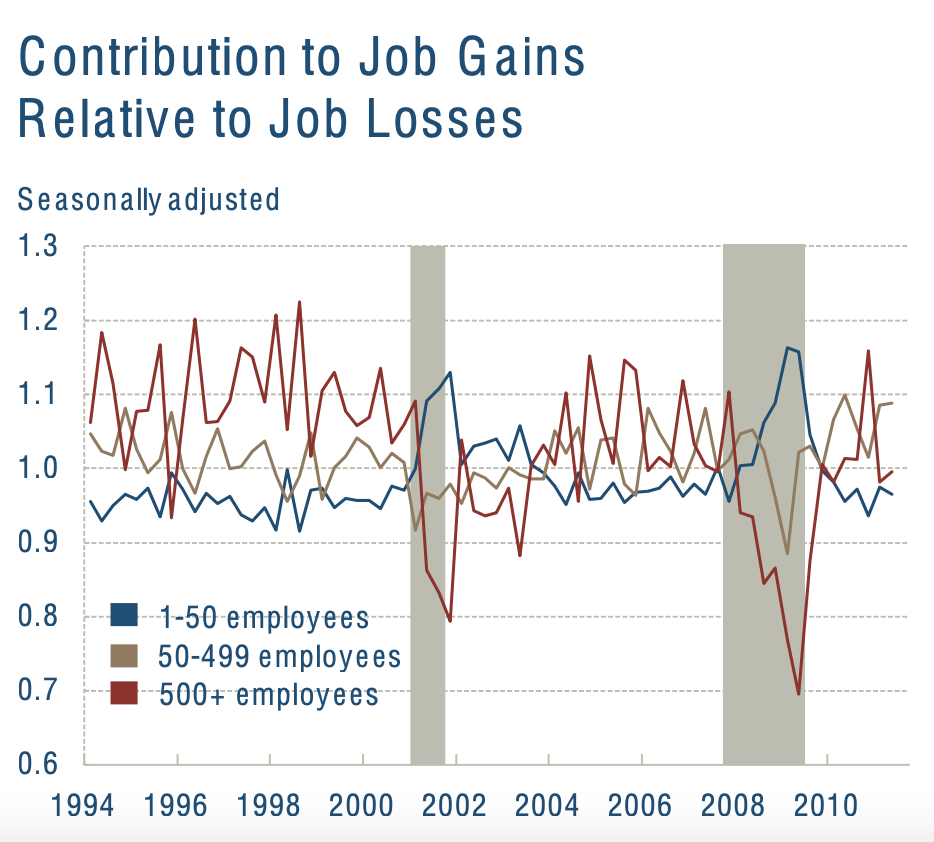 Contribution to Job Gains
Relative to Job Losses
Seasonally adjusted
1.3
1.2
1.1
1.0
0.9
0.8
1-50 employees
50-499 employees
0.7
500+ employees
0.6
1994 1996 1998 2000 2002 2004 2006 2008 2010